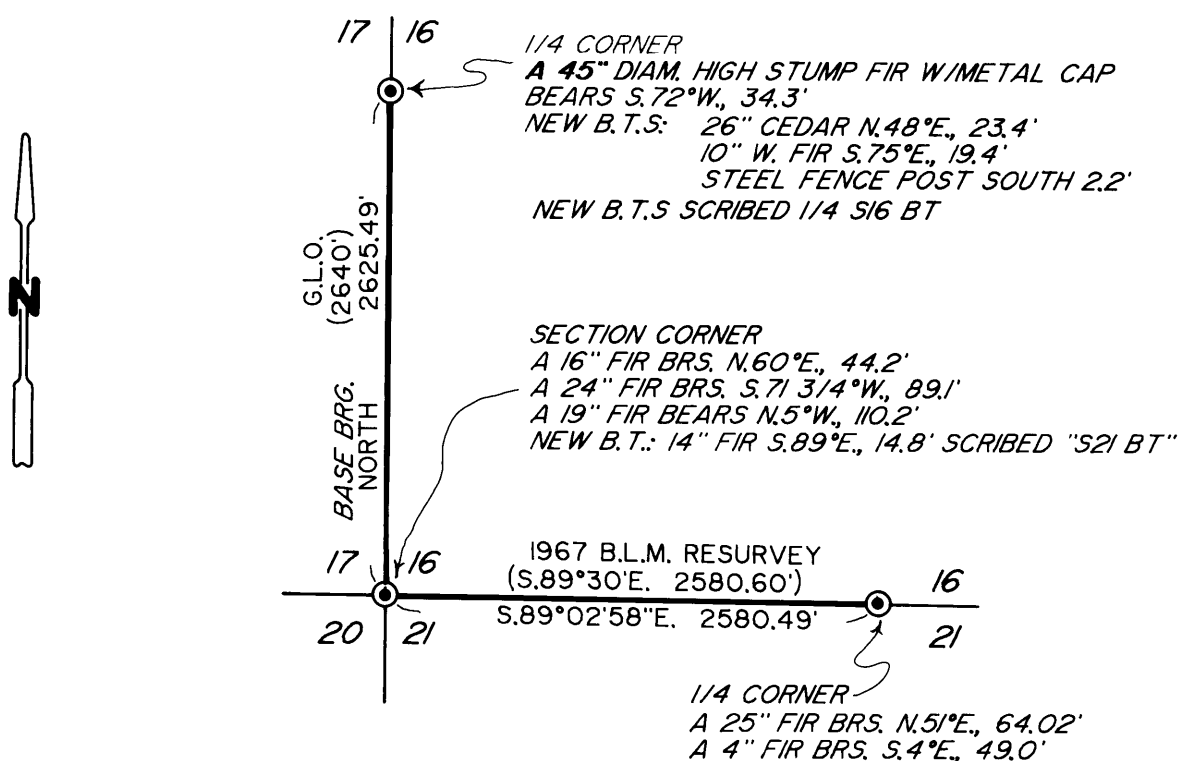 17 16
1/4 CORNER
A 45" DIAM. HIGH STUMP FIR W/METAL CAP
BEARS S.72°W., 34.3'
NEW B.T.S: 26" CEDAR N.48°E., 23.4'
10" W. FIR S.75°E., 19.4'
STEEL FENCE POST SOUTH 2.2'
NEW B.T.S SCRIBED 1/4 S16 BT
N
G.L.O.
(2640')
2625.49'
BASE BRG.
NORTH
SECTION CORNER
A 16" FIR BRS. N.60°E., 44.2'
A 24" FIR BRS. S.71 3/4°W., 89.1'
A 19" FIR BEARS N.5°W., 110.2'
NEW B.T.: 14" FIR S.89°E., 14.8' SCRIBED "S21 BT"
17 16
20 21
1967 B.L.M. RESURVEY
(S.89°30'E. 2580.60')
S.89°02'58"E. 2580.49'
16
21
1/4 CORNER
A 25" FIR BRS. N.51°E., 64.02'
A 4" FIR BRS. S.4°E., 49.0'